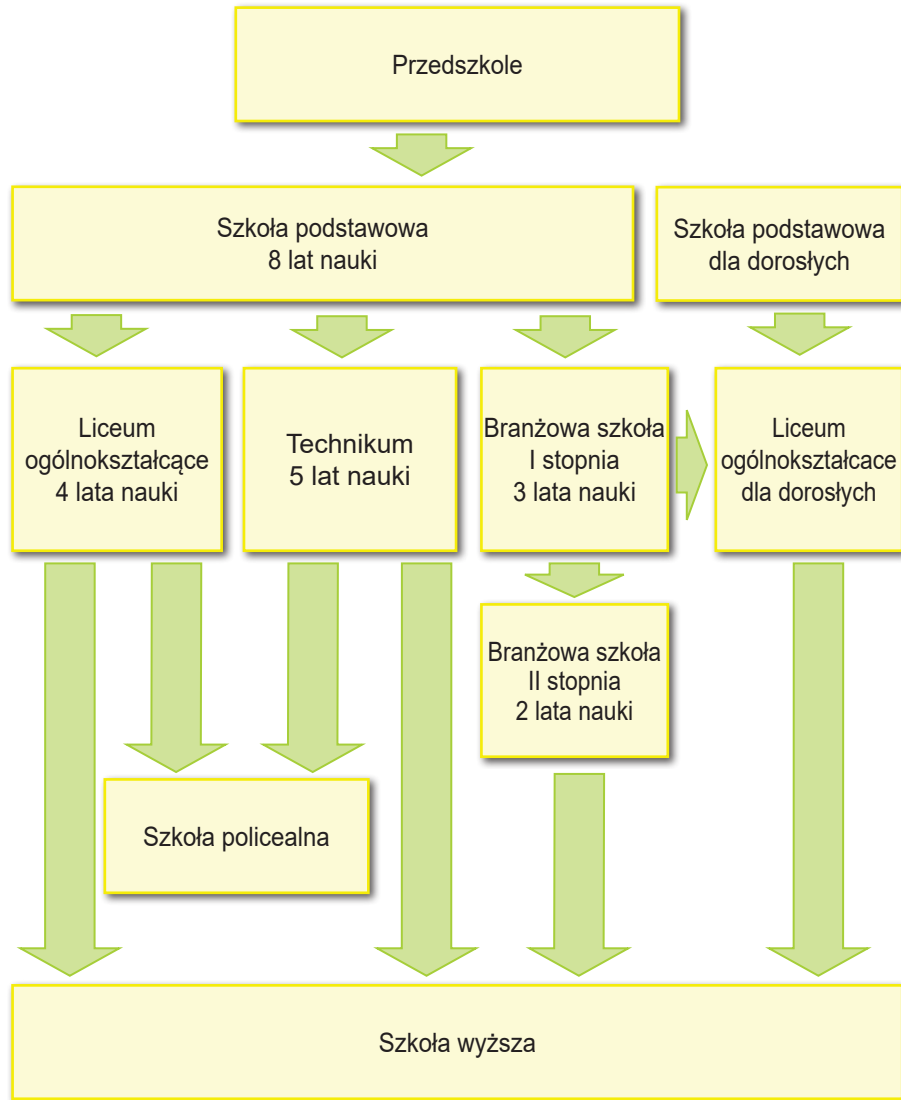 Przedszkole
Szkoła podstawowa
8 lat nauki
Szkoła podstawowa
dla dorosłych
Liceum
ogólnokształcące
4 lata nauki
Technikum
5 lat nauki
Branżowa szkoła
I stopnia
3 lata nauki
Liceum
ogólnokształcace
dla dorosłych
Branżowa szkoła
II stopnia
2 lata nauki
Szkoła policealna
Szkoła wyższa